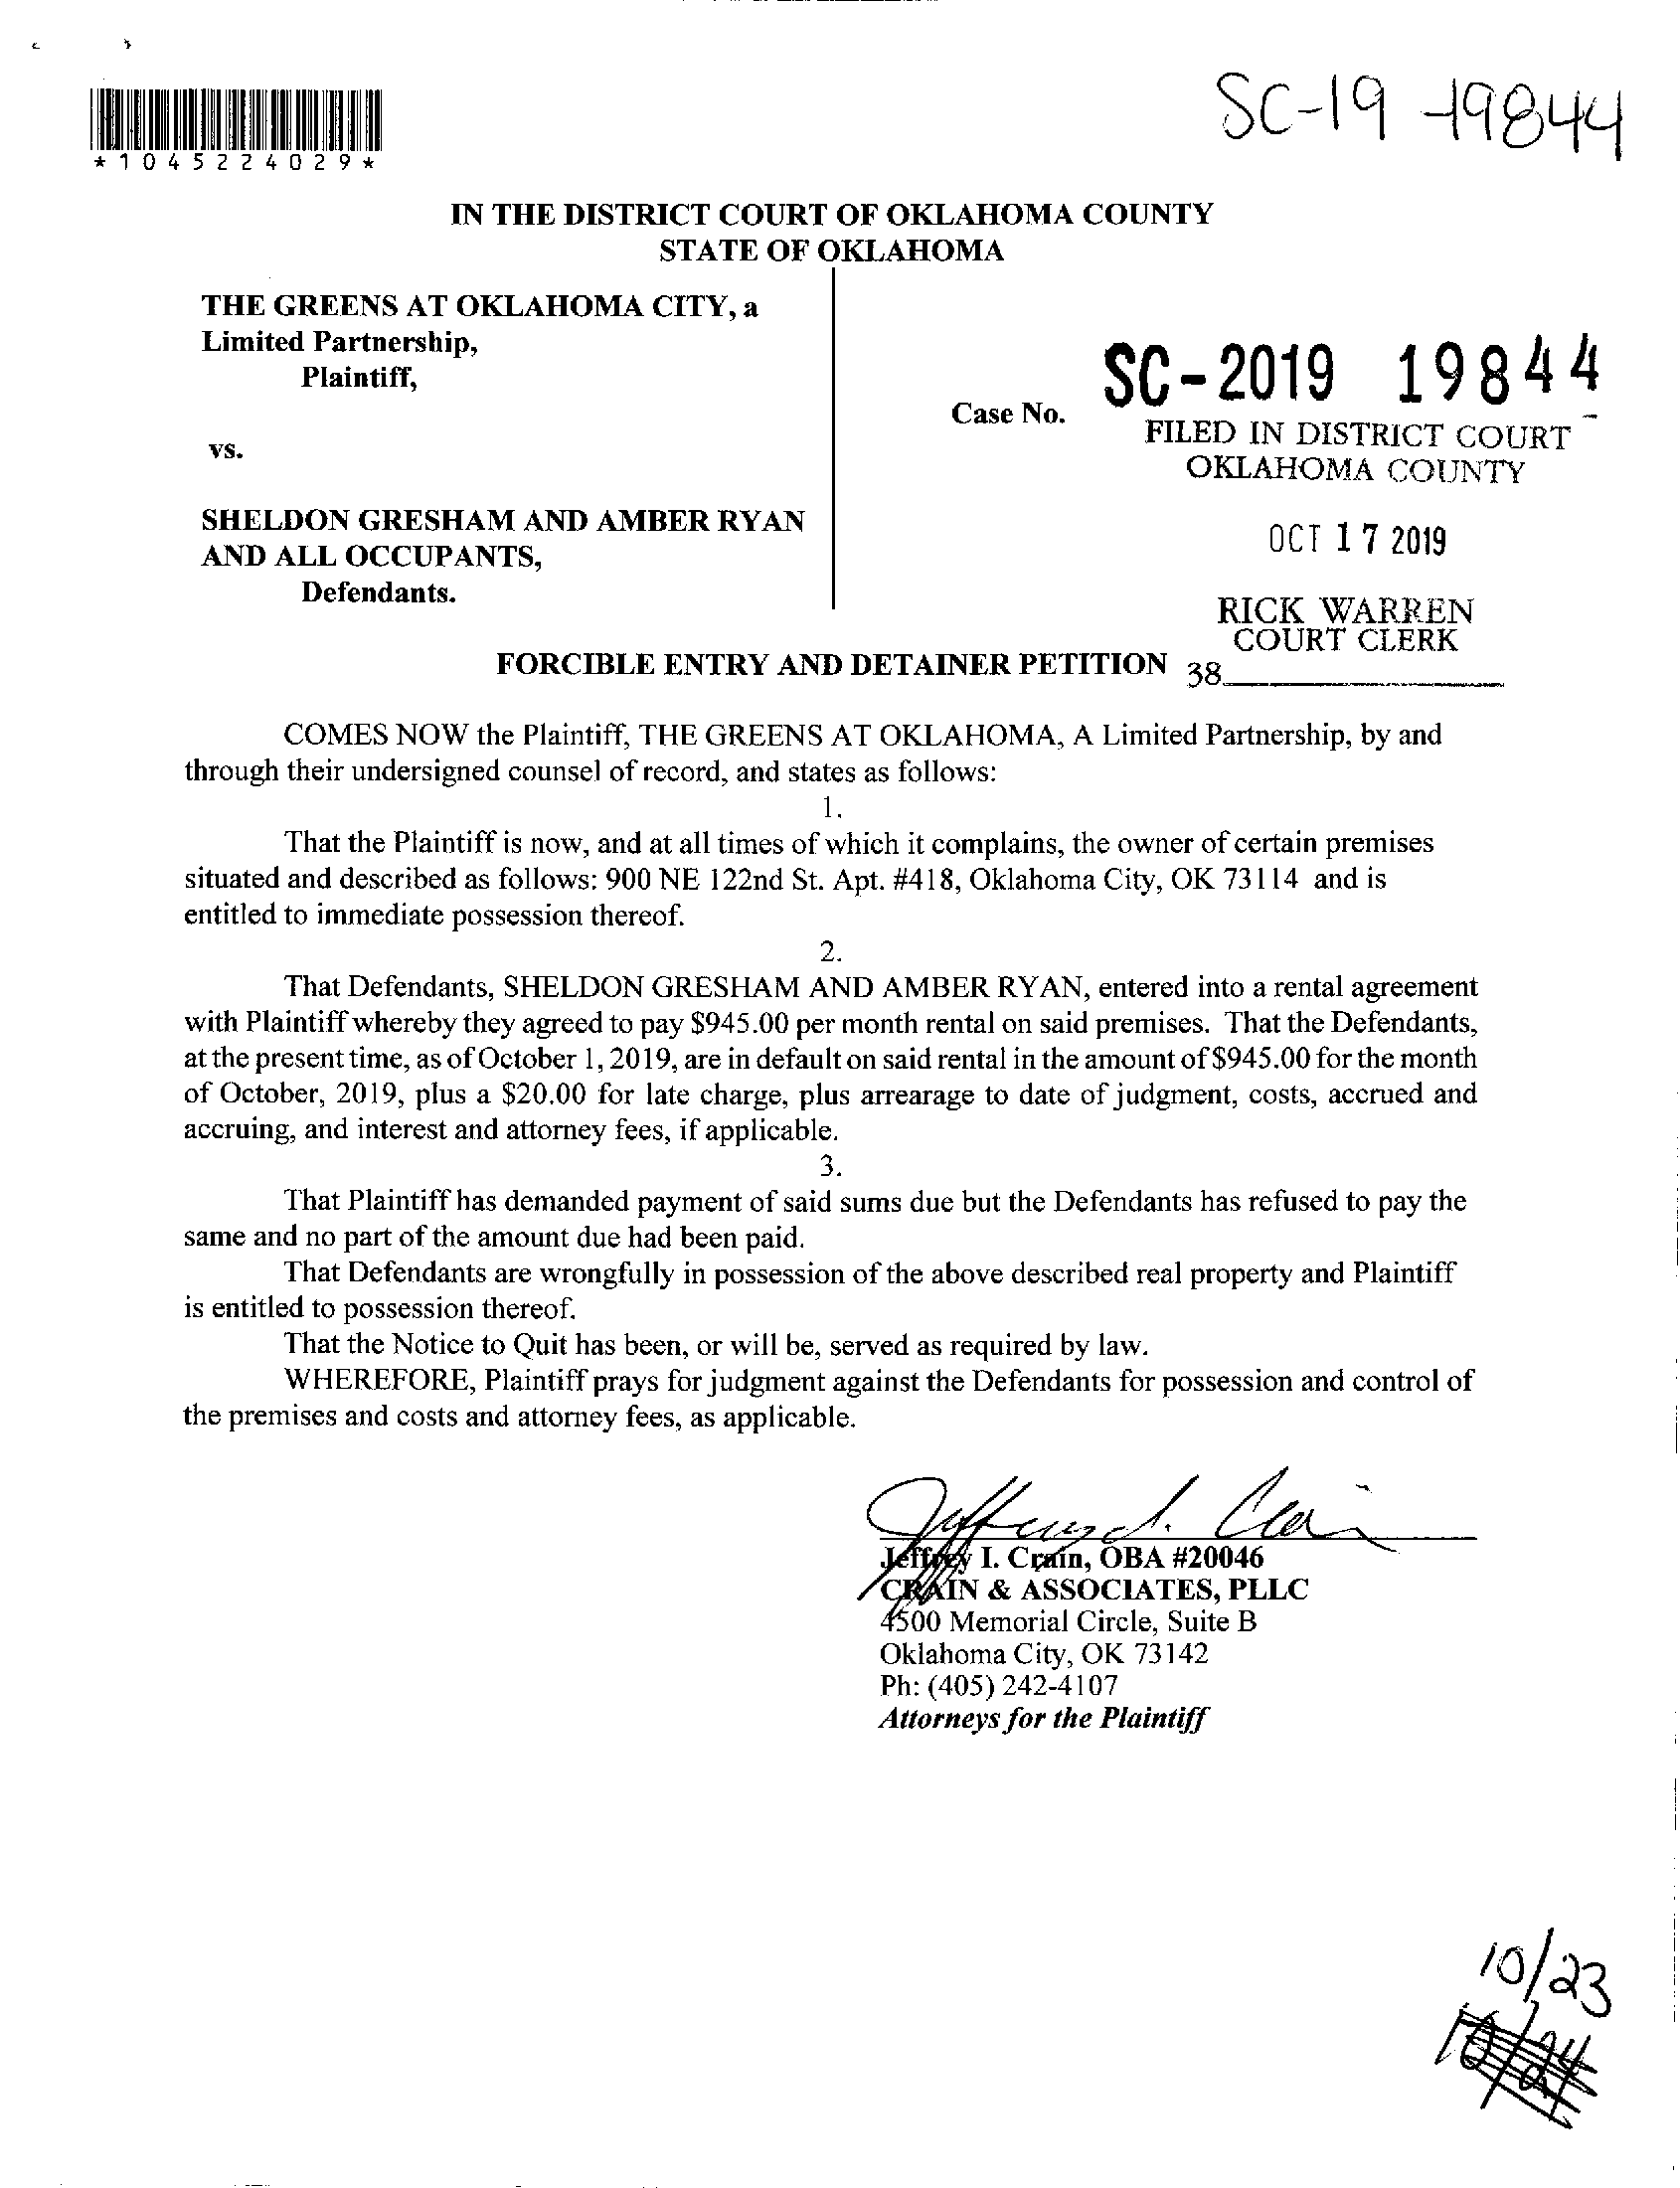 *1045224029*
SC-19-19844
IN THE DISTRICT COURT OF OKLAHOMA COUNTY
STATE OF OKLAHOMA
THE GREENS AT OKLAHOMA CITY, a
Limited Partnership,
Plaintiff,
vs.
SHELDON GRESHAM AND AMBER RYAN
AND ALL OCCUPANTS,
Defendants.
Case No.
SC-2019 19844
FILED IN DISTRICT COURT
OKLAHOMA COUNTY
OCT 17 2019
RICK WARREN
COURT CLERK
38
FORCIBLE ENTRY AND DETAINER PETITION
COMES NOW the Plaintiff, THE GREENS AT OKLAHOMA, A Limited Partnership, by and
through their undersigned counsel of record, and states as follows:
1.
That the Plaintiff is now, and at all times of which it complains, the owner of certain premises
situated and described as follows: 900 NE 122nd St. Apt. #418, Oklahoma City, OK 73114 and is
entitled to immediate possession thereof.
2.
That Defendants, SHELDON GRESHAM AND AMBER RYAN, entered into a rental agreement
with Plaintiff whereby they agreed to pay $945.00 per month rental on said premises. That the Defendants,
at the present time, as of October 1, 2019, are in default on said rental in the amount of $945.00 for the month
of October, 2019, plus a $20.00 for late charge, plus arrearage to date of judgment, costs, accrued and
accruing, and interest and attorney fees, if applicable.
3.
That Plaintiff has demanded payment of said sums due but the Defendants has refused to pay the
same and no part of the amount due had been paid.
That Defendants are wrongfully in possession of the above described real property and Plaintiff
is entitled to possession thereof.
That the Notice to Quit has been, or will be, served as required by law.
WHEREFORE, Plaintiff prays for judgment against the Defendants for possession and control of
the premises and costs and attorney fees, as applicable.
Jeffrey I. Crain, OBA #20046
CRAIN & ASSOCIATES, PLLC
4500 Memorial Circle, Suite B
Oklahoma City, OK 73142
Ph: (405) 242-4107
Attorneys for the Plaintiff
10/23